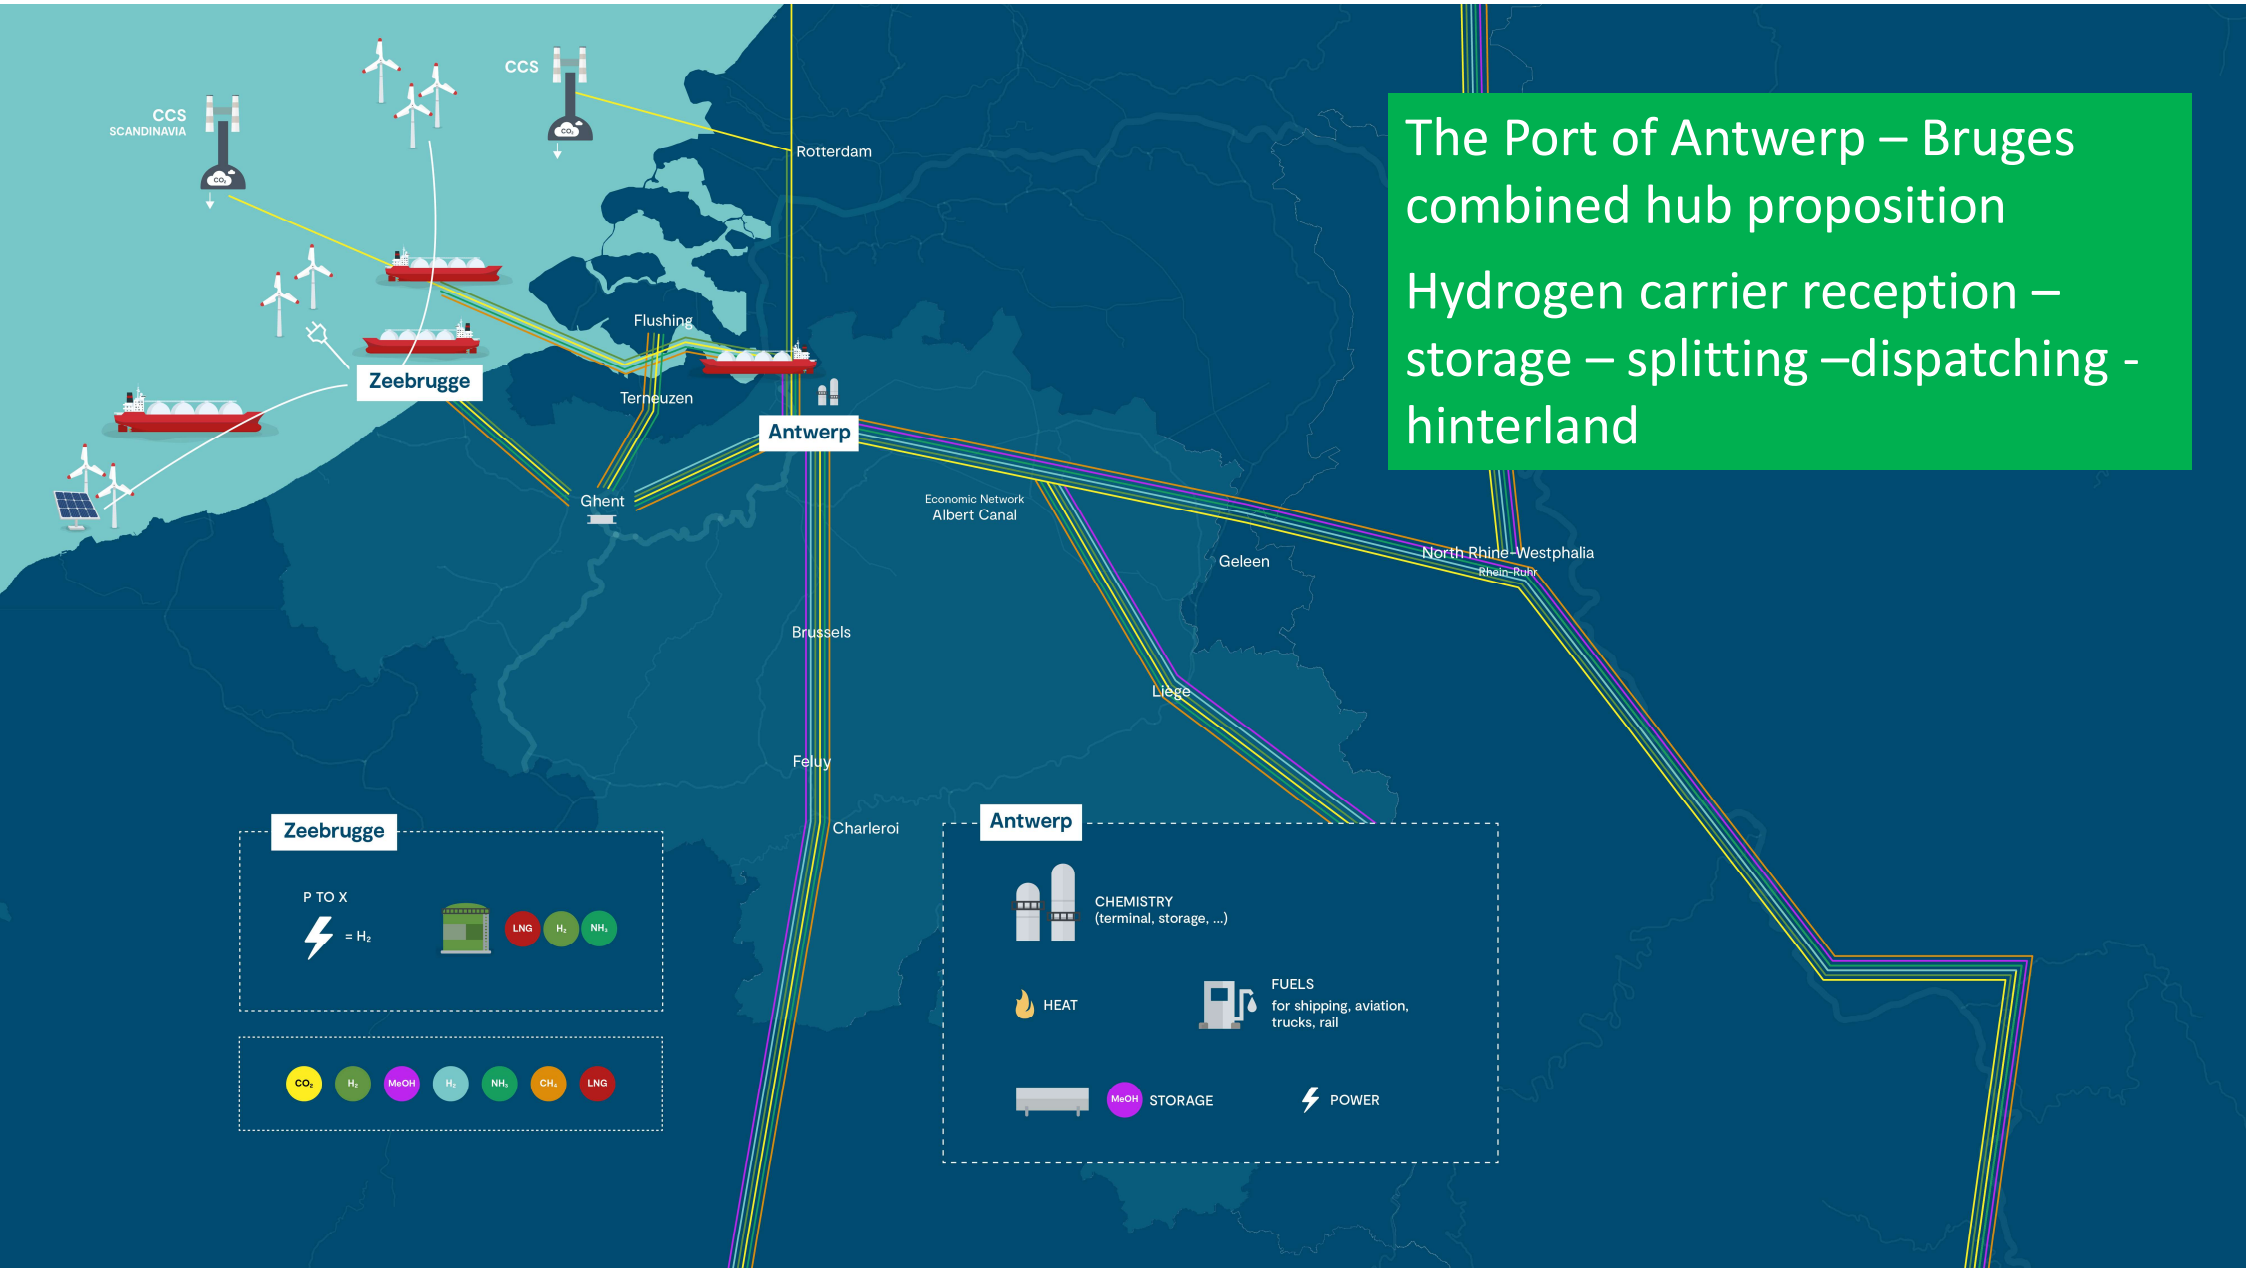 The Port of Antwerp – Bruges
combined hub proposition
Hydrogen carrier reception –
storage – splitting –dispatching -
hinterland
CCS
CCS
SCANDINAVIA
CO₂
CO₂
Rotterdam
Flushing
Zeebrugge
Terneuzen
Antwerp
Ghent
Economic Network
Albert Canal
Geleen
North Rhine-Westphalia
Rhein-Ruhr
Brussels
Liège
Feluy
Charleroi
Zeebrugge
P TO X
= H₂
LNG H₂ NH₃
CO₂ H₂ MeOH H₂ NH₃ CH₄ LNG
Antwerp
CHEMISTRY
(terminal, storage, ...)
HEAT
FUELS
for shipping, aviation,
trucks, rail
MeOH STORAGE
POWER